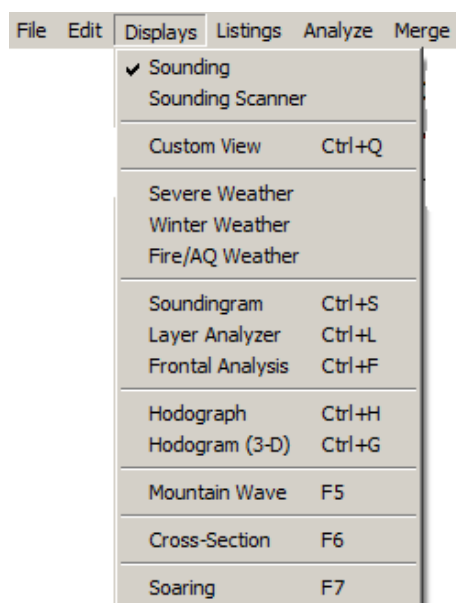 File Edit Displays Listings Analyze Merge
Sounding
Sounding Scanner
Custom View Ctrl+Q
Severe Weather
Winter Weather
Fire/AQ Weather
Soundingram Ctrl+S
Layer Analyzer Ctrl+L
Frontal Analysis Ctrl+F
Hodograph Ctrl+H
Hodogram (3-D) Ctrl+G
Mountain Wave F5
Cross-Section F6
Soaring F7